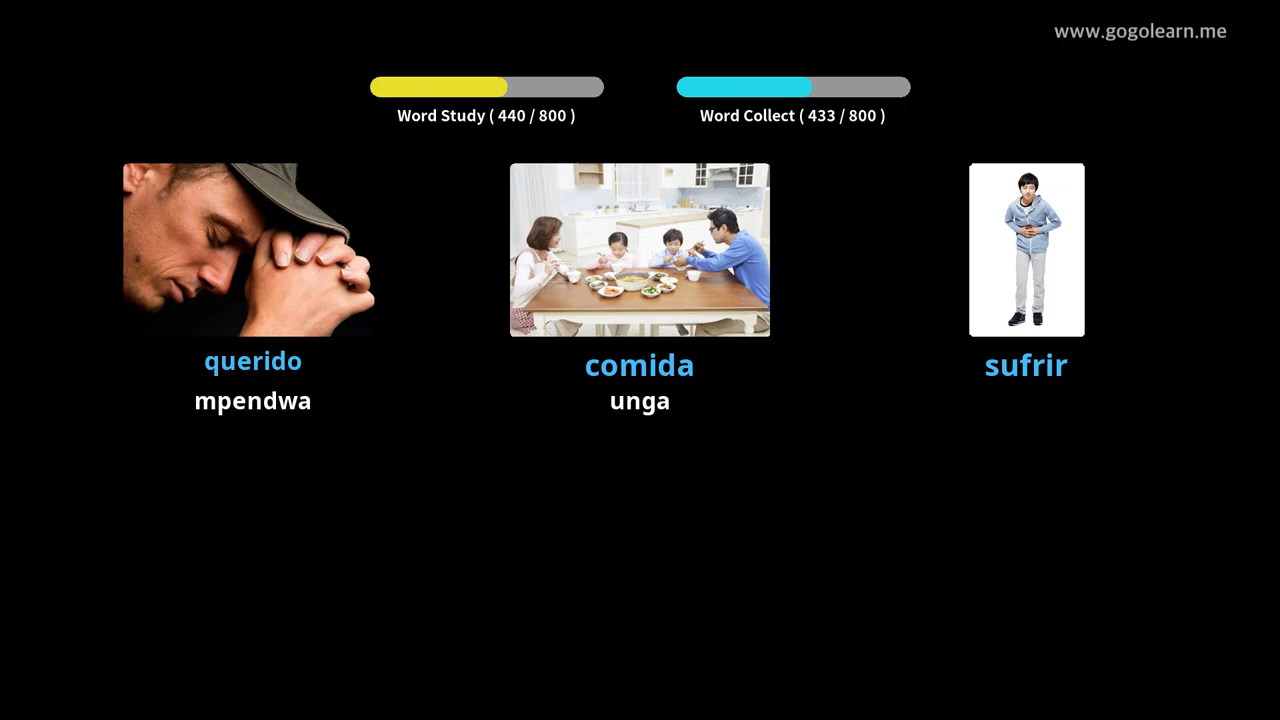 www.gogolearn.me
Word Study ( 440 / 800 )
Word Collect ( 433 / 800 )
querido
comida
sufrir
mpendwa
unga